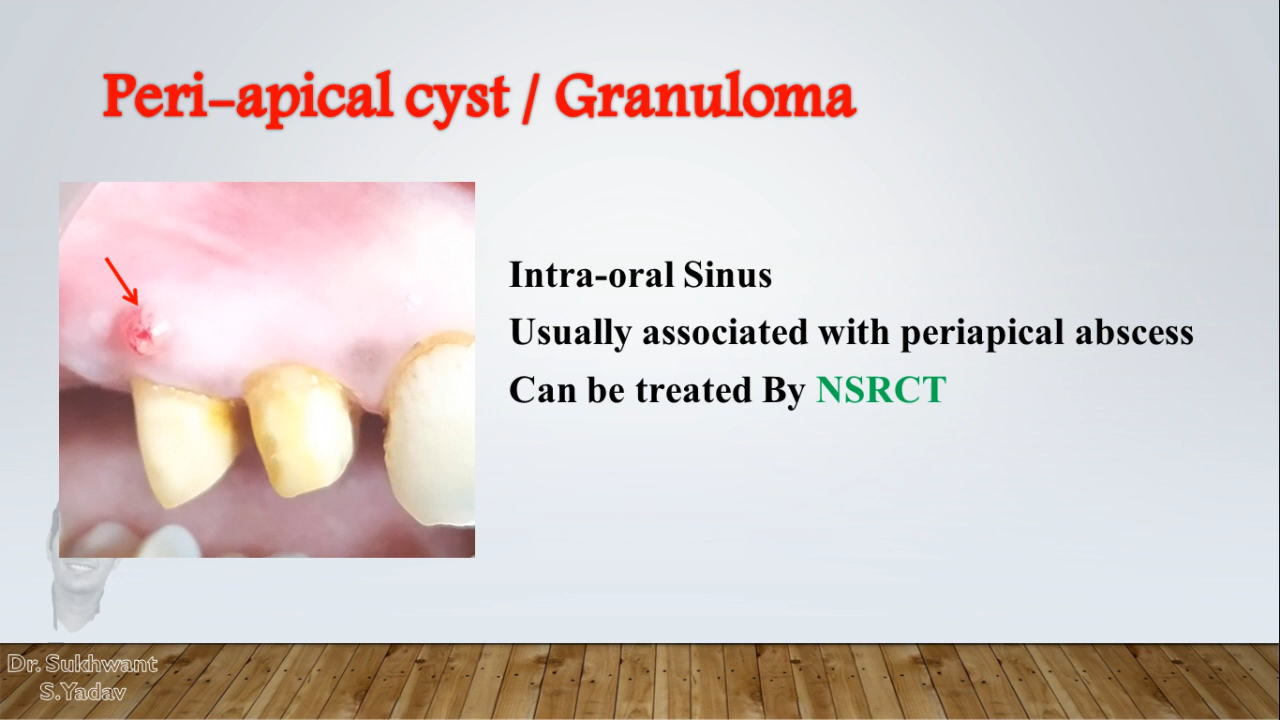 Peri-apical cyst / Granuloma
Intra-oral Sinus
Usually associated with periapical abscess
Can be treated By NSRCT
Dr. Sukhwant
S.Yadav